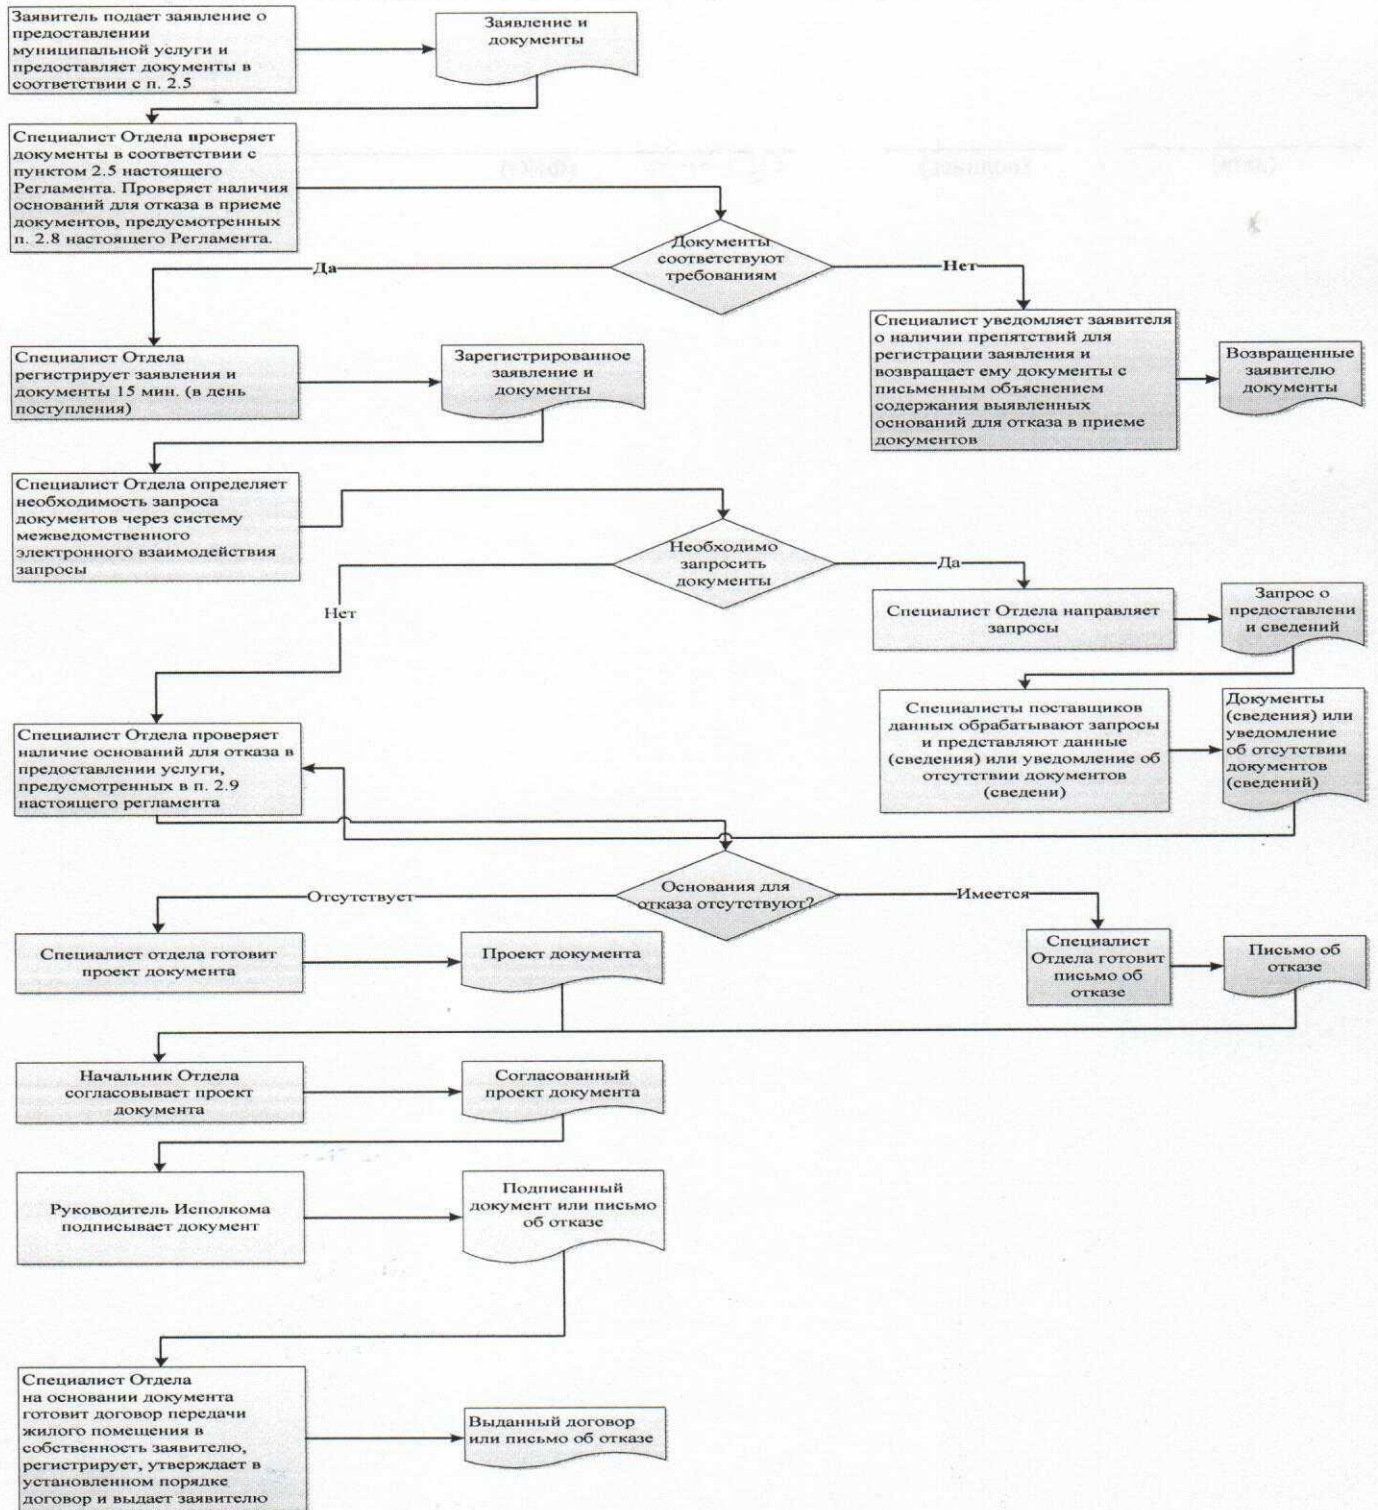 Заявитель подает заявление о
предоставлении
муниципальной услуги и
предоставляет документы в
соответствии с п. 2.5
Заявление и
документы
Специалист Отдела проверяет
документы в соответствии с
пунктом 2.5 настоящего
Регламента. Проверяет наличия
оснований для отказа в приеме
документов, предусмотренных
п. 2.8 настоящего Регламента.
Документы
соответствуют
требованиям
Да
Нет
Специалист Отдела
регистрирует заявления и
документы 15 мин. (в день
поступления)
Зарегистрированное
заявление и
документы
Специалист уведомляет заявителя
о наличии препятствий для
регистрации заявления и
возвращает ему документы с
письменным объяснением
содержания выявленных
оснований для отказа в приеме
документов
Возвращенные
заявителю
документы
Специалист Отдела определяет
необходимость запроса
документов через систему
межведомственного
электронного взаимодействия
запросы
Необходимо
запросить
документы
Да
Нет
Специалист Отдела направляет
запросы
Запрос о
предоставлени
и сведений
Специалисты поставщиков
данных обрабатывают запросы
и представляют данные
(сведения) или уведомление об
отсутствии документов
(сведени)
Документы
(сведения) или
уведомление
об отсутствии
документов
(сведений)
Специалист Отдела проверяет
наличие оснований для отказа в
предоставлении услуги,
предусмотренных в п. 2.9
настоящего регламента
Основания для
отказа отсутствуют?
Отсутствует
Имеется
Специалист отдела готовит
проект документа
Проект документа
Специалист
Отдела готовит
письмо об
отказе
Письмо об
отказе
Начальник Отдела
согласовывает проект
документа
Согласованный
проект документа
Руководитель Исполкома
подписывает документ
Подписанный
документ или письмо
об отказе
Специалист Отдела
на основании документа
готовит договор передачи
жилого помещения в
собственность заявителю,
регистрирует, утверждает в
установленном порядке
договор и выдает заявителю
Выданный договор
или письмо об отказе